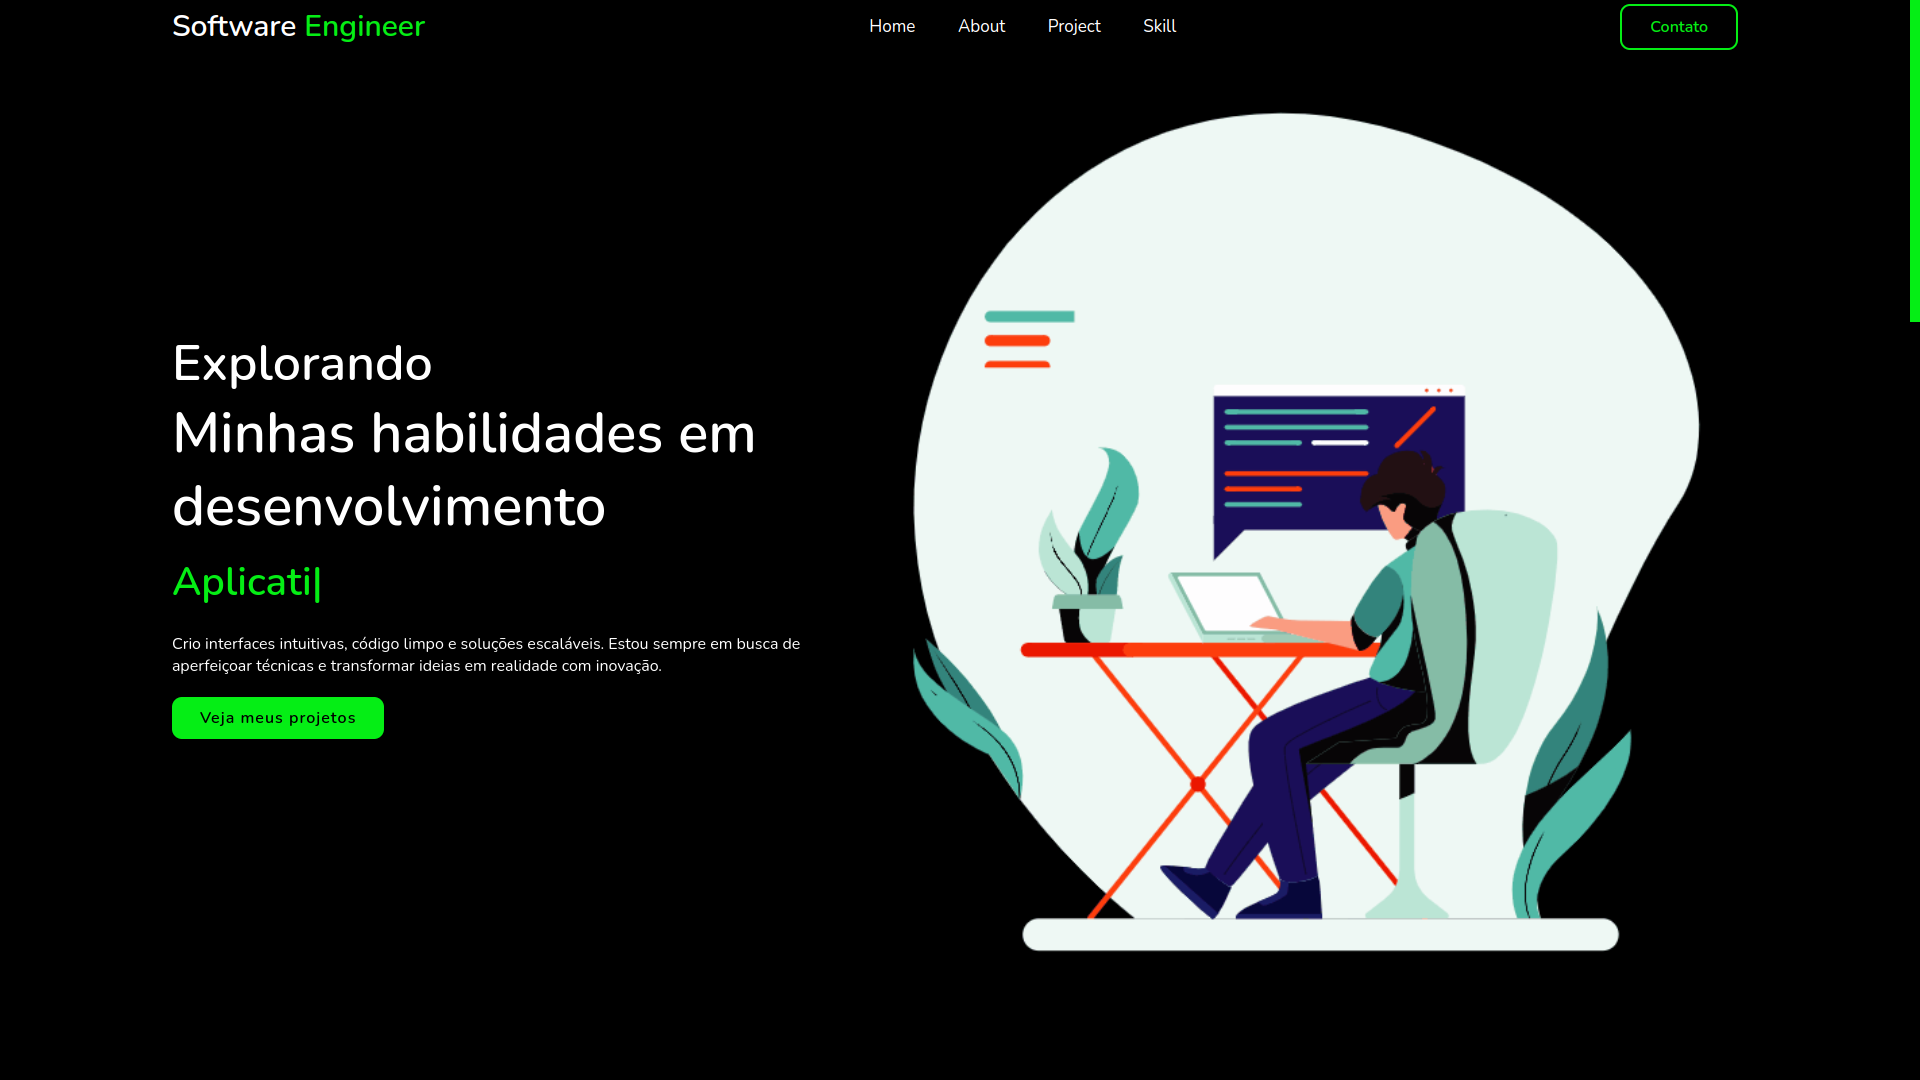 Software Engineer
Home
About
Project
Skill
Contato
Explorando
Minhas habilidades em
desenvolvimento
Aplicati|
Crio interfaces intuitivas, código limpo e soluções escaláveis. Estou sempre em busca de
aperfeiçoar técnicas e transformar ideias em realidade com inovação.
Veja meus projetos